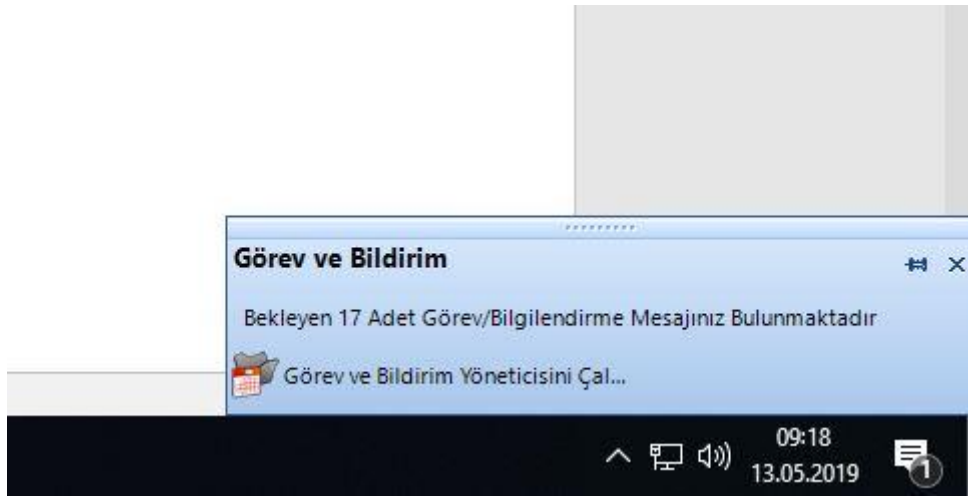 Görev ve Bildirim
Bekleyen 17 Adet Görev/Bilgilendirme Mesajınız Bulunmaktadır
Görev ve Bildirim Yöneticisini Çal...
09:18
13.05.2019
1